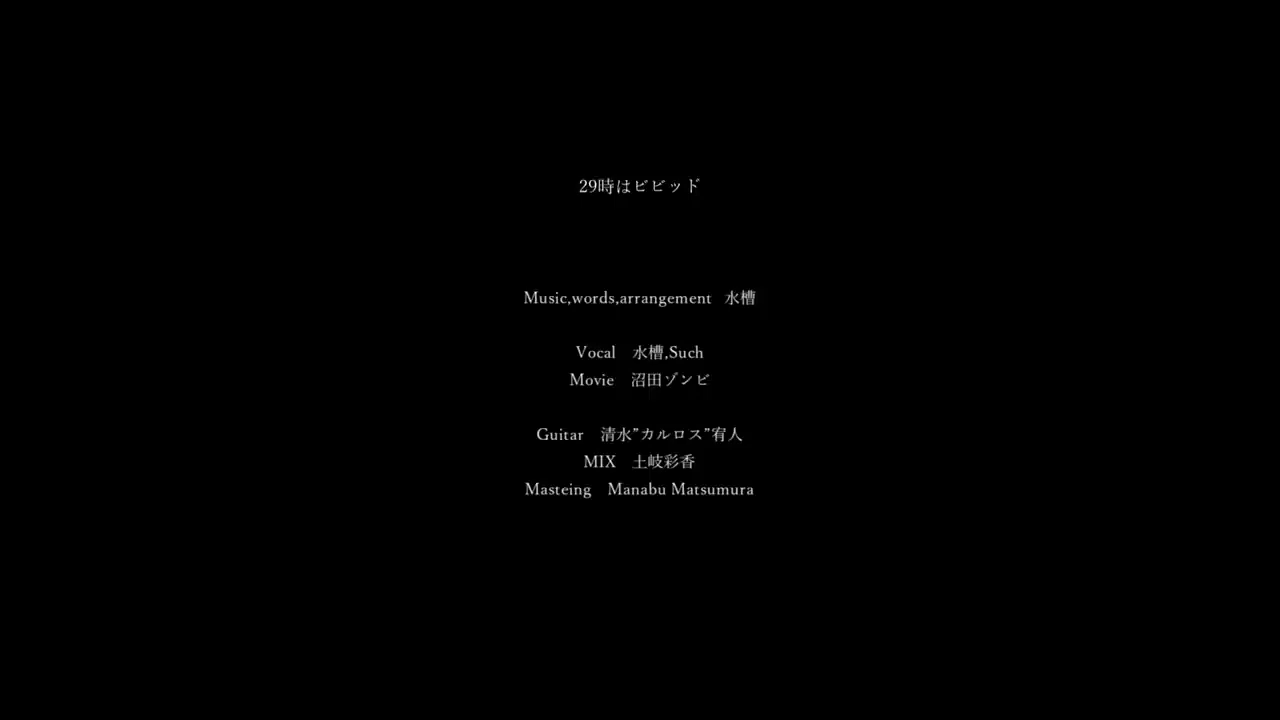 29時はビビッド
Music,words,arrangement 水槽
Vocal 水槽,Such
Movie 沼田ゾンビ
Guitar 清水”カルロス”宥人
MIX 土岐彩香
Masteing Manabu Matsumura